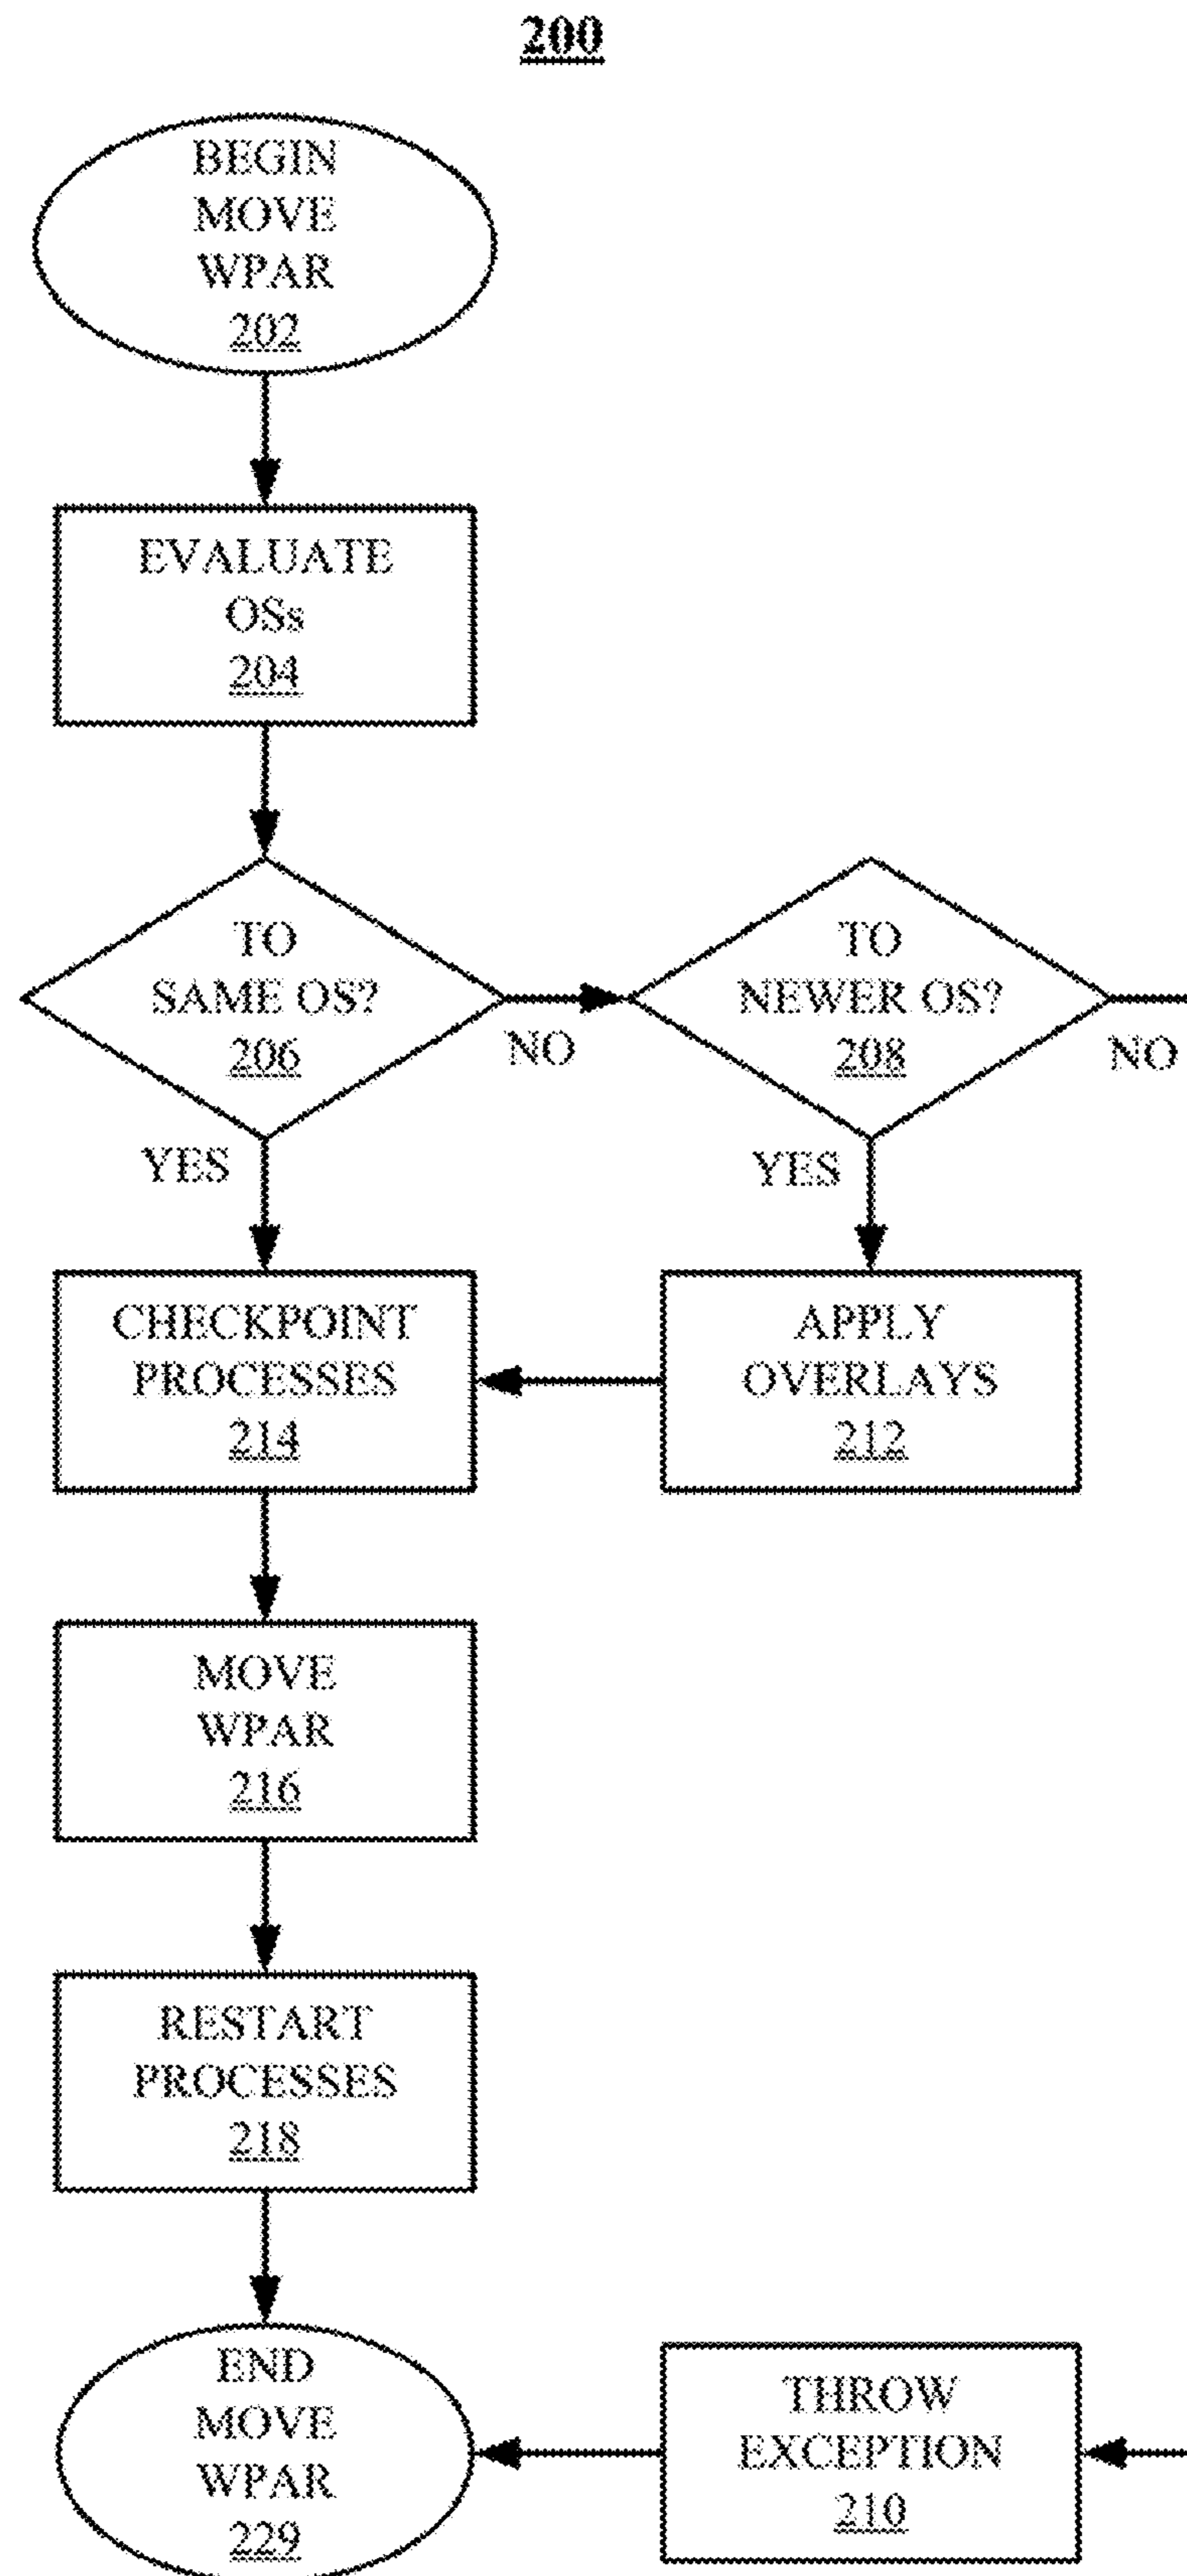 200
BEGIN
MOVE
WPAR
202
EVALUATE
OSs
204
TO
SAME OS?
206
NO
YES
TO
NEWER OS?
208
NO
YES
CHECKPOINT
PROCESSES
214
APPLY
OVERLAYS
212
MOVE
WPAR
216
RESTART
PROCESSES
218
END
MOVE
WPAR
229
THROW
EXCEPTION
210